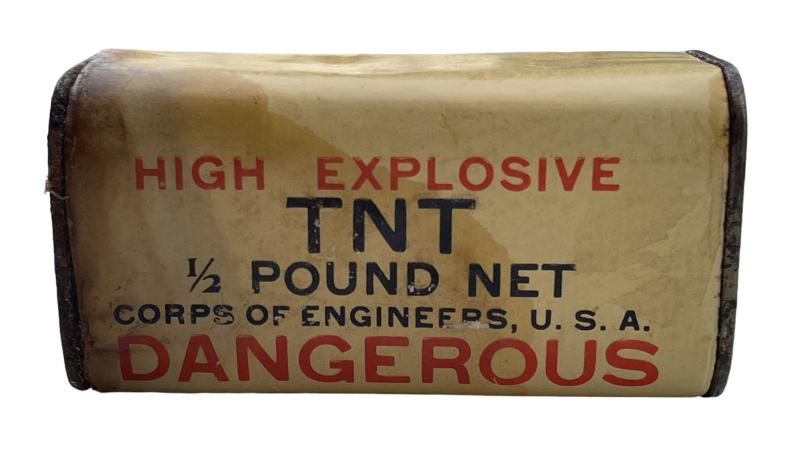 HIGH EXPLOSIVE
TNT
½ POUND NET
CORPS OF ENGINEERS, U. S. A.
DANGEROUS